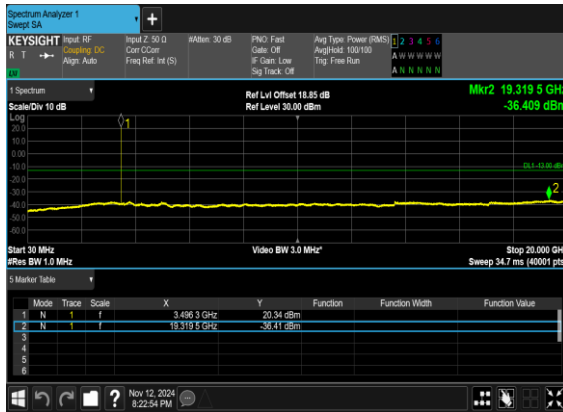 Spectrum Analyzer 1
Swept SA
KEYSIGHT Input: RF Input Z: 50 Ω #Atten: 30 dB PNO: Fast Avg Type: Power (RMS) 1 2 3 4 5 6
R T Coupling: DC Corr CCorr Gate: Off Avg|Hold: 100/100 A W W W W W
Align: Auto Freq Ref: Int (S) IF Gain: Low Trig: Free Run
LXI Sig Track: Off A N N N N N
1 Spectrum Ref Lvl Offset 18.85 dB Mkr2 19.319 5 GHz
Scale/Div 10 dB Ref Level 30.00 dBm -36.409 dBm
Log
1
20.0
10.0
0.00
-10.0
DL1 -13.00 dBm
-20.0
-30.0
2
-40.0
-50.0
-60.0
Start 30 MHz Video BW 3.0 MHz* Stop 20.000 GH
#Res BW 1.0 MHz Sweep 34.7 ms (40001 pts
5 Marker Table
Mode Trace Scale X Y Function Function Width Function Value
1 N 1 f 3.496 3 GHz 20.34 dBm
2 N 1 f 19.319 5 GHz -36.41 dBm
3
4
5
6
? Nov 12, 2024
8:22:54 PM